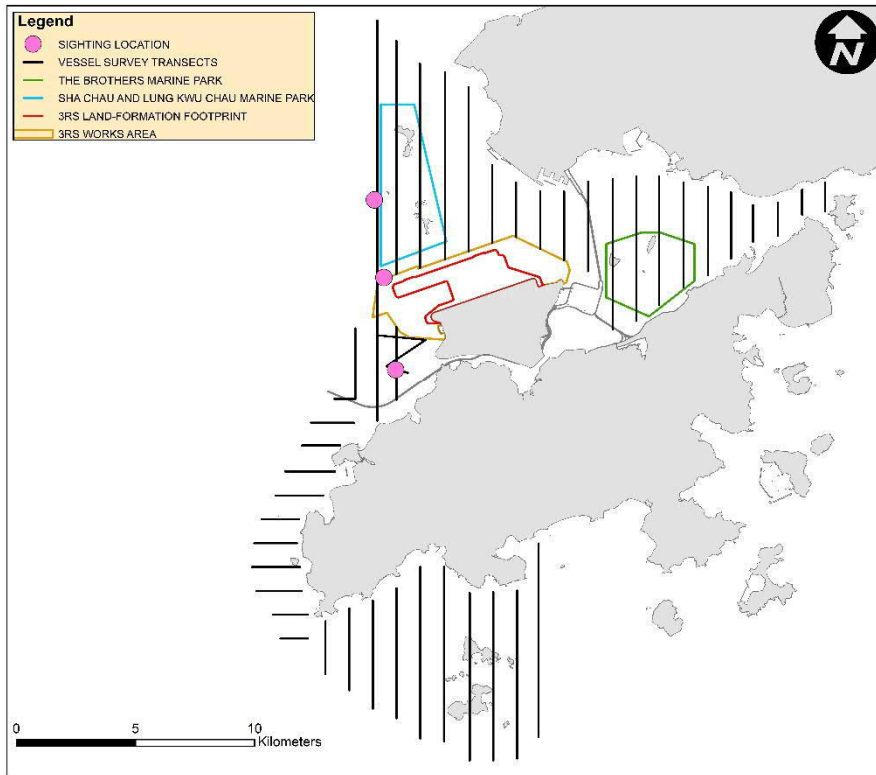 Legend
SIGHTING LOCATION
VESSEL SURVEY TRANSECTS
THE BROTHERS MARINE PARK
SHA CHAU AND LUNG KWU CHAU MARINE PARK
3RS LAND-FORMATION FOOTPRINT
3RS WORKS AREA
N
0 5 10
Kilometers